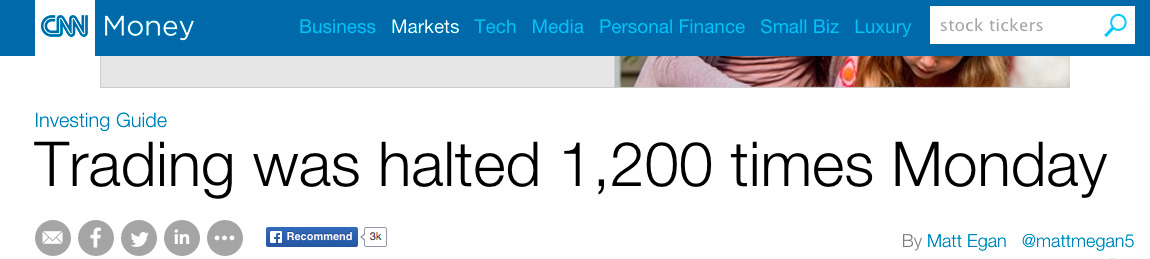 CNN Money Business Markets Tech Media Personal Finance Small Biz Luxury stock tickers
Investing Guide
Trading was halted 1,200 times Monday
in Recommend 3k By Matt Egan @mattmegan5